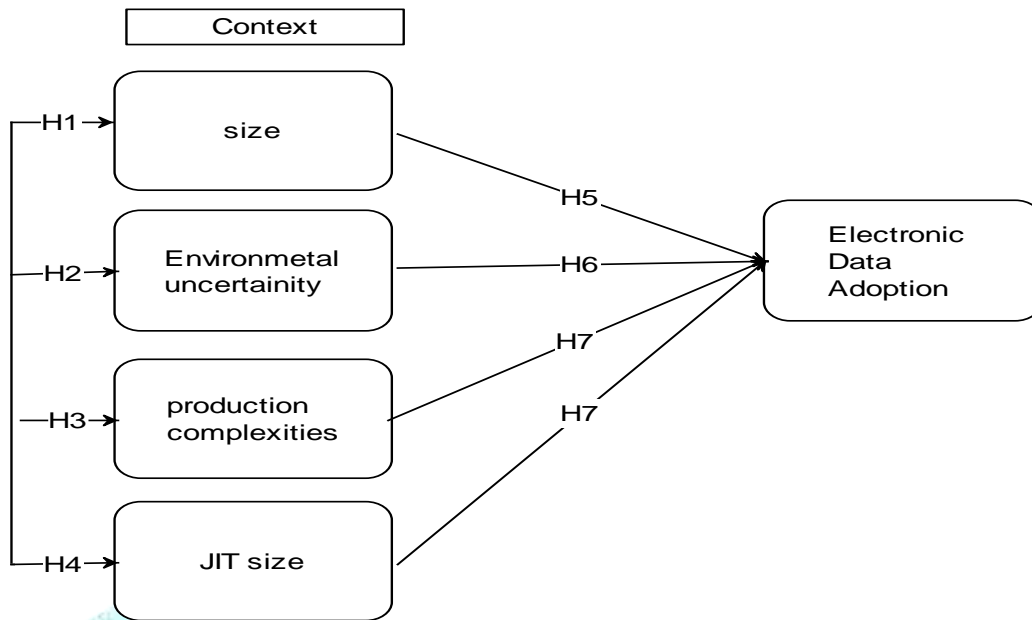 Context
H1
size
H5
H2
Environmetal
uncertainity
H6
Electronic
Data
Adoption
H3
production
complexities
H7
H7
H4
JIT size